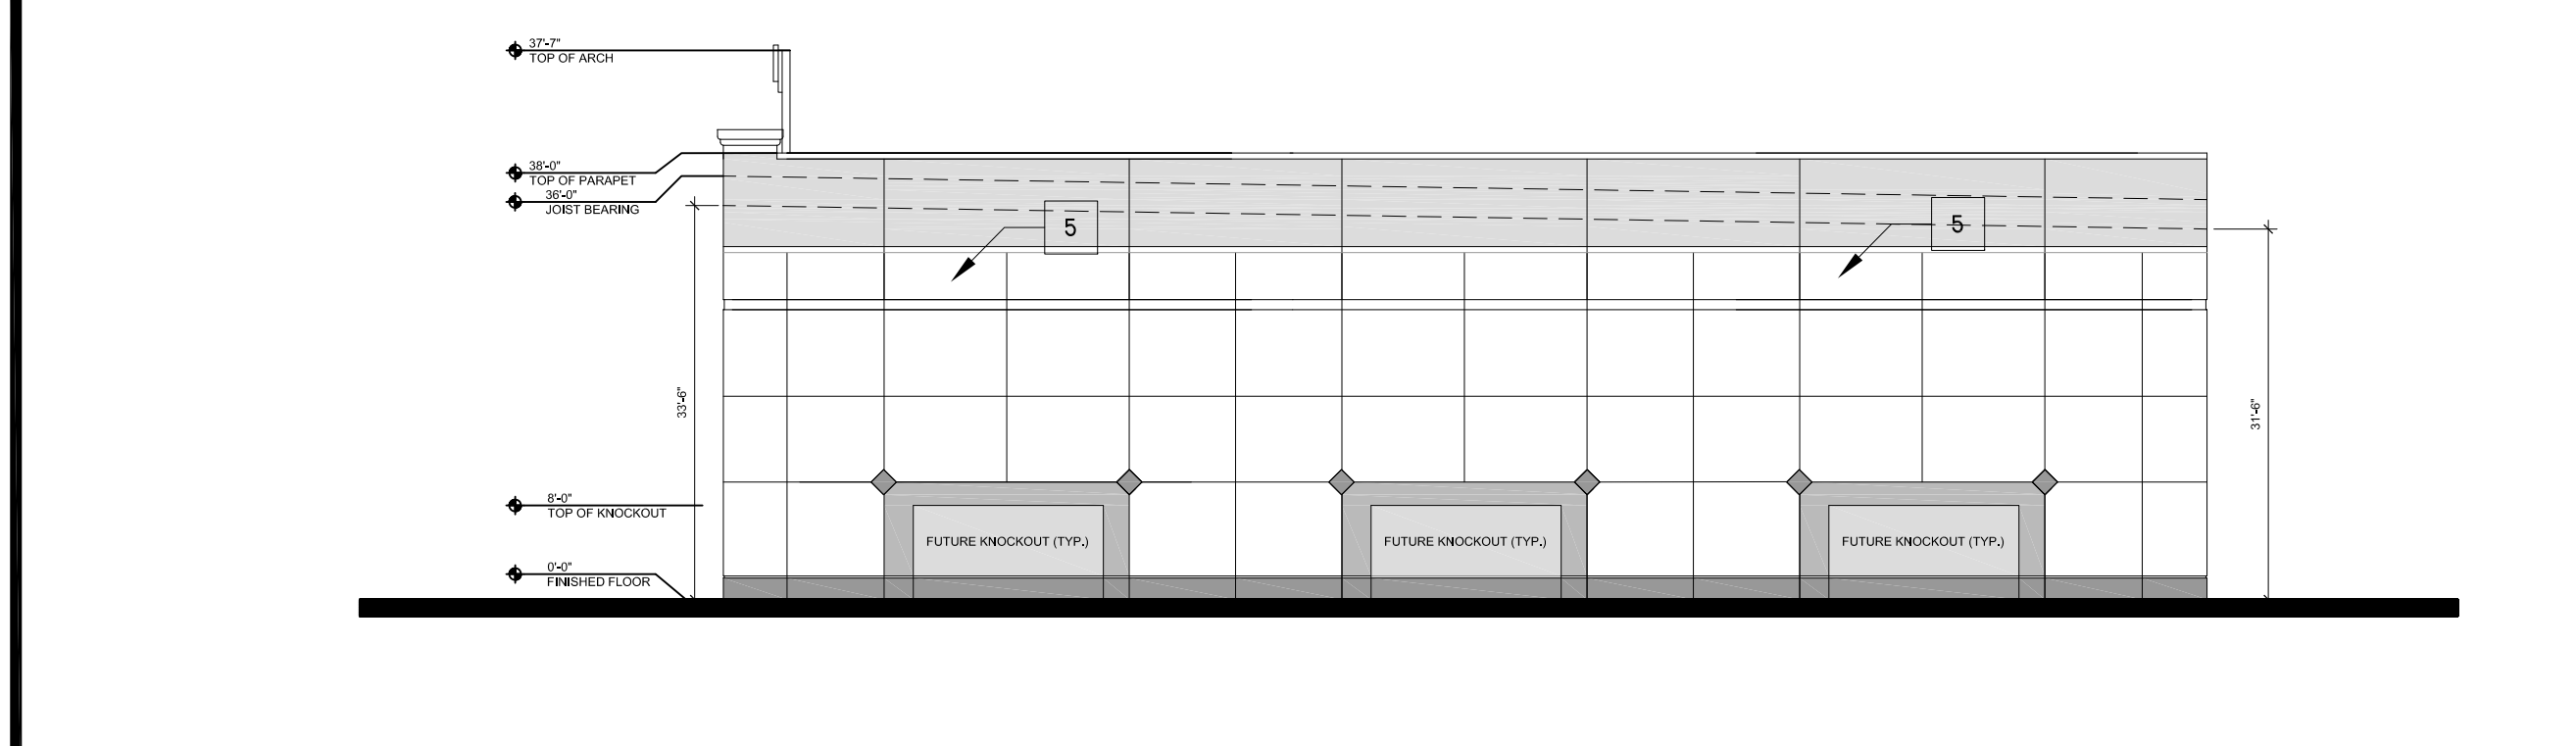 37'-7"
TOP OF ARCH
38'-0"
TOP OF PARAPET
36'-0"
JOIST BEARING
5
5
33'-6"
31'-6"
8'-0"
TOP OF KNOCKOUT
FUTURE KNOCKOUT (TYP.)
FUTURE KNOCKOUT (TYP.)
FUTURE KNOCKOUT (TYP.)
0'-0"
FINISHED FLOOR